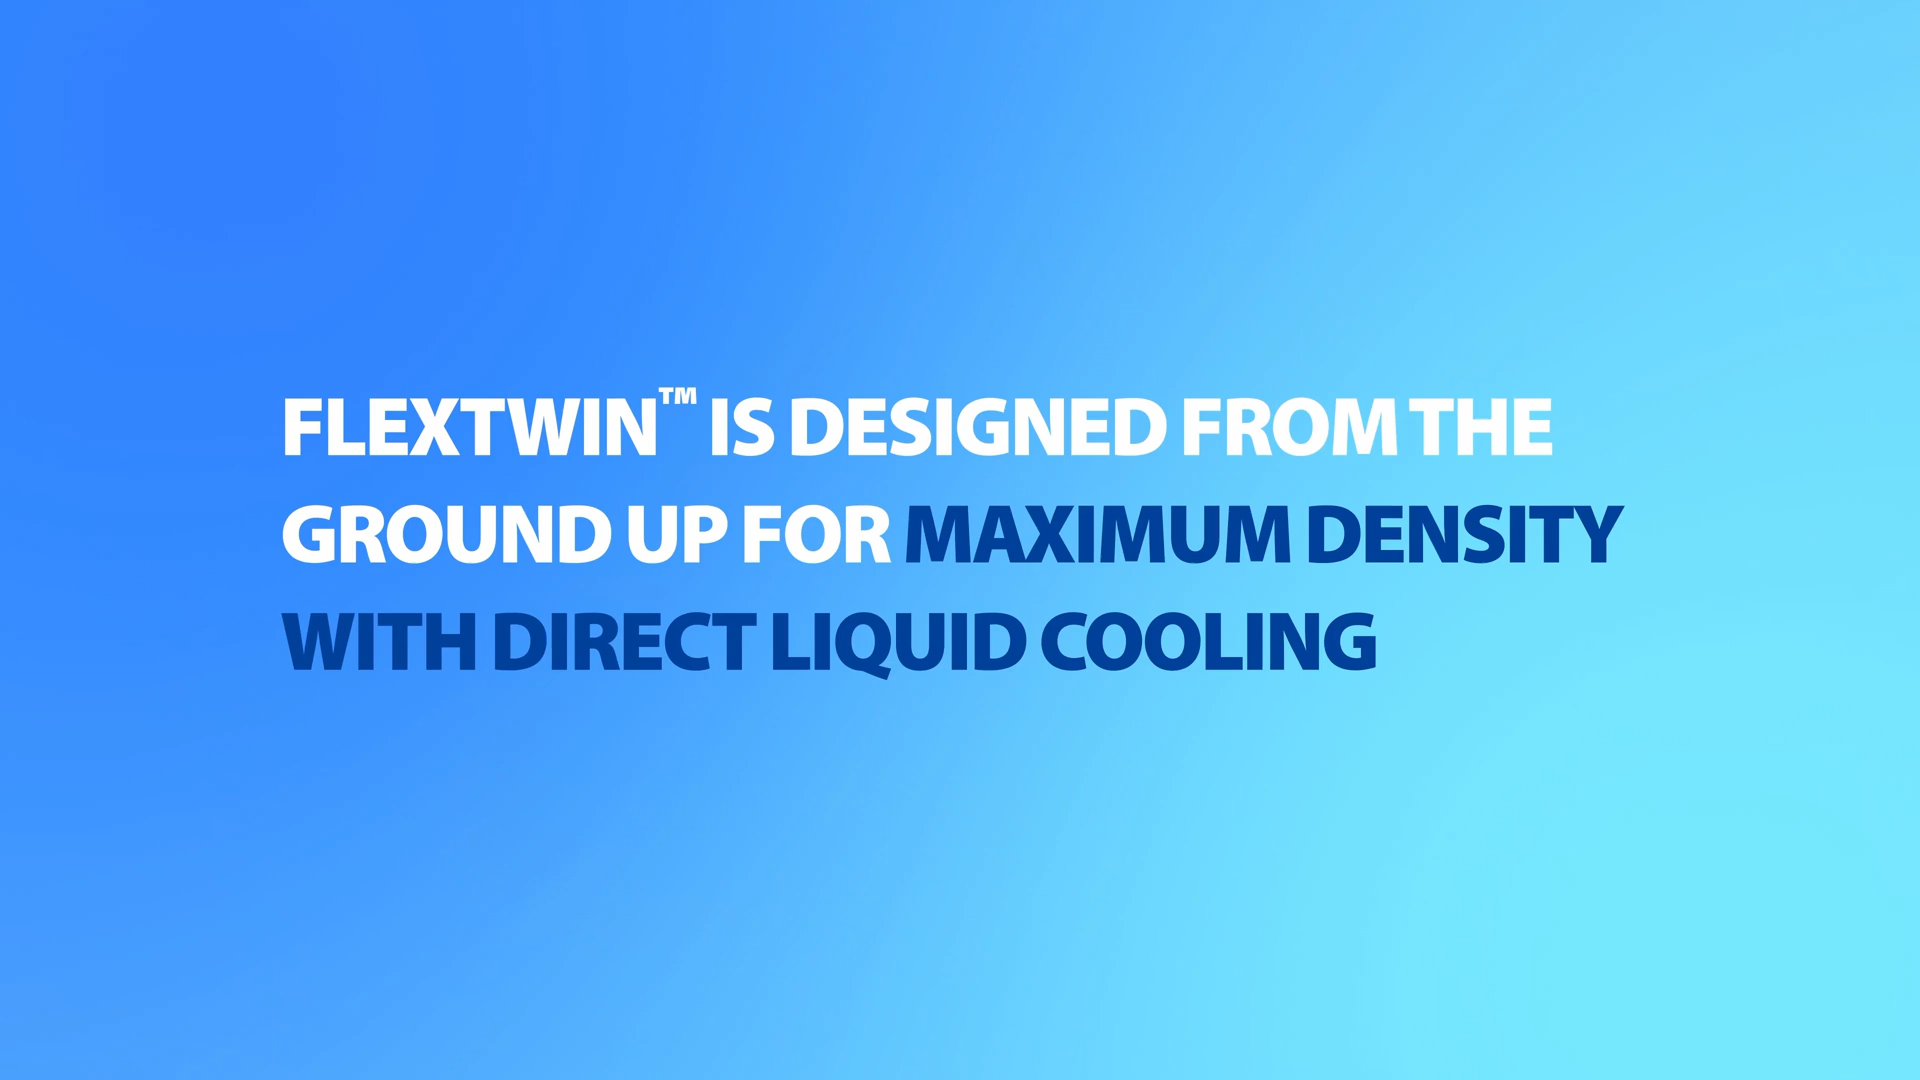 FLEXTWIN™ IS DESIGNED FROM THE
GROUND UP FOR MAXIMUM DENSITY
WITH DIRECT LIQUID COOLING